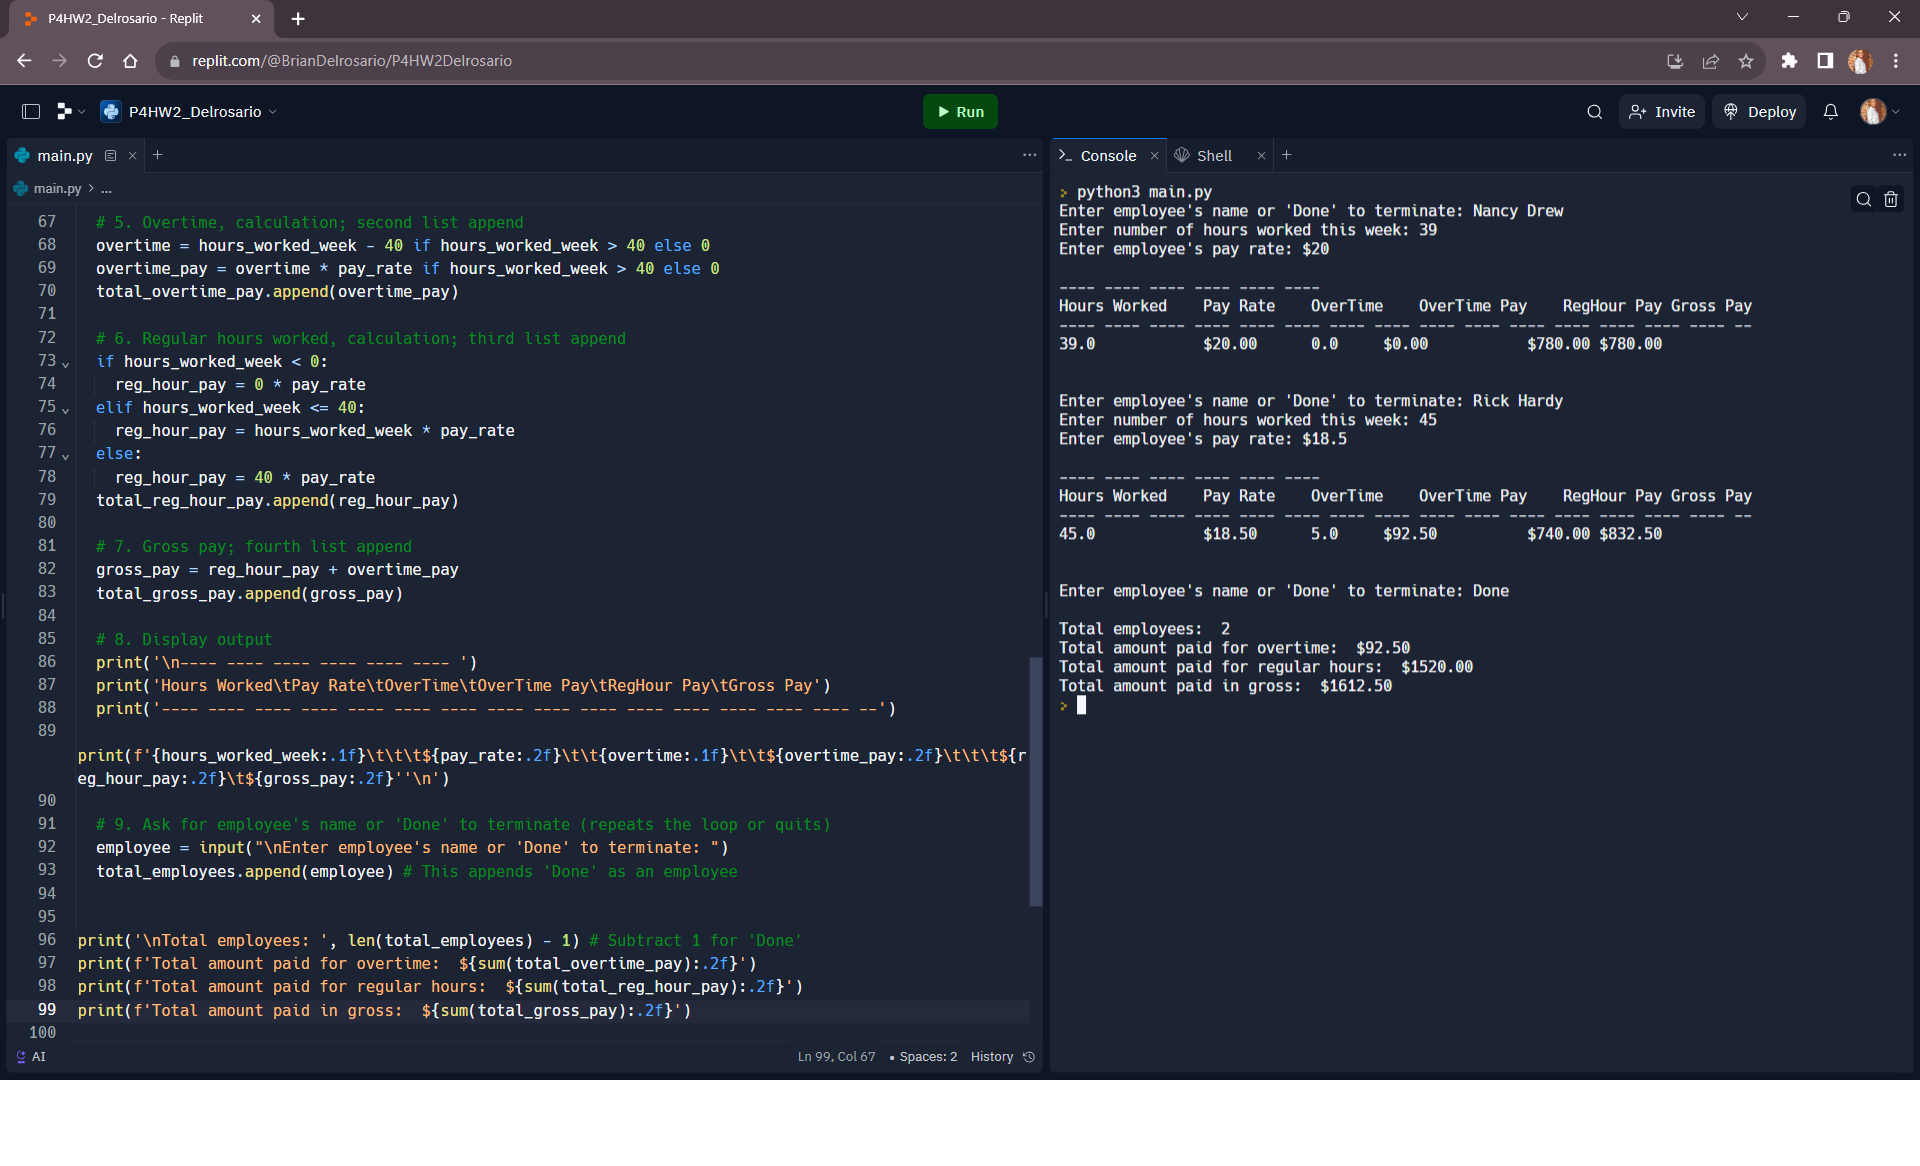 P4HW2_Delrosario - Replit
replit.com/@BrianDelrosario/P4HW2Delrosario
P4HW2_Delrosario
Run
Invite
Deploy
main.py
main.py > ...
67 # 5. Overtime, calculation; second list append
68 overtime = hours_worked_week - 40 if hours_worked_week > 40 else 0
69 overtime_pay = overtime * pay_rate if hours_worked_week > 40 else 0
70 total_overtime_pay.append(overtime_pay)
71
72 # 6. Regular hours worked, calculation; third list append
73 if hours_worked_week < 0:
74 reg_hour_pay = 0 * pay_rate
75 elif hours_worked_week <= 40:
76 reg_hour_pay = hours_worked_week * pay_rate
77 else:
78 reg_hour_pay = 40 * pay_rate
79 total_reg_hour_pay.append(reg_hour_pay)
80
81 # 7. Gross pay; fourth list append
82 gross_pay = reg_hour_pay + overtime_pay
83 total_gross_pay.append(gross_pay)
84
85 # 8. Display output
86 print('\n---- ---- ---- ---- ---- ---- ')
87 print('Hours Worked\tPay Rate\tOverTime\tOverTime Pay\tRegHour Pay\tGross Pay')
88 print('---- ---- ---- ---- ---- ---- ---- ---- ---- ---- ---- ---- ---- ---- ---- --')
89
print(f'{hours_worked_week:.1f}\t\t\t${pay_rate:.2f}\t\t{overtime:.1f}\t\t${overtime_pay:.2f}\t\t\t${r
eg_hour_pay:.2f}\t${gross_pay:.2f}''\n')
90
91 # 9. Ask for employee's name or 'Done' to terminate (repeats the loop or quits)
92 employee = input("\nEnter employee's name or 'Done' to terminate: ")
93 total_employees.append(employee) # This appends 'Done' as an employee
94
95
96 print('\nTotal employees: ', len(total_employees) - 1) # Subtract 1 for 'Done'
97 print(f'Total amount paid for overtime:  ${sum(total_overtime_pay):.2f}')
98 print(f'Total amount paid for regular hours:  ${sum(total_reg_hour_pay):.2f}')
99 print(f'Total amount paid in gross:  ${sum(total_gross_pay):.2f}')
100
AI
Ln 99, Col 67 • Spaces: 2 History
Console
Shell
python3 main.py
Enter employee's name or 'Done' to terminate: Nancy Drew
Enter number of hours worked this week: 39
Enter employee's pay rate: $20
---- ---- ---- ---- ---- ----
Hours Worked    Pay Rate    OverTime    OverTime Pay    RegHour Pay Gross Pay
---- ---- ---- ---- ---- ---- ---- ---- ---- ---- ---- ---- ---- ---- ---- --
39.0            $20.00      0.0     $0.00           $780.00 $780.00
Enter employee's name or 'Done' to terminate: Rick Hardy
Enter number of hours worked this week: 45
Enter employee's pay rate: $18.5
---- ---- ---- ---- ---- ----
Hours Worked    Pay Rate    OverTime    OverTime Pay    RegHour Pay Gross Pay
---- ---- ---- ---- ---- ---- ---- ---- ---- ---- ---- ---- ---- ---- ---- --
45.0            $18.50      5.0     $92.50          $740.00 $832.50
Enter employee's name or 'Done' to terminate: Done
Total employees:  2
Total amount paid for overtime:  $92.50
Total amount paid for regular hours:  $1520.00
Total amount paid in gross:  $1612.50